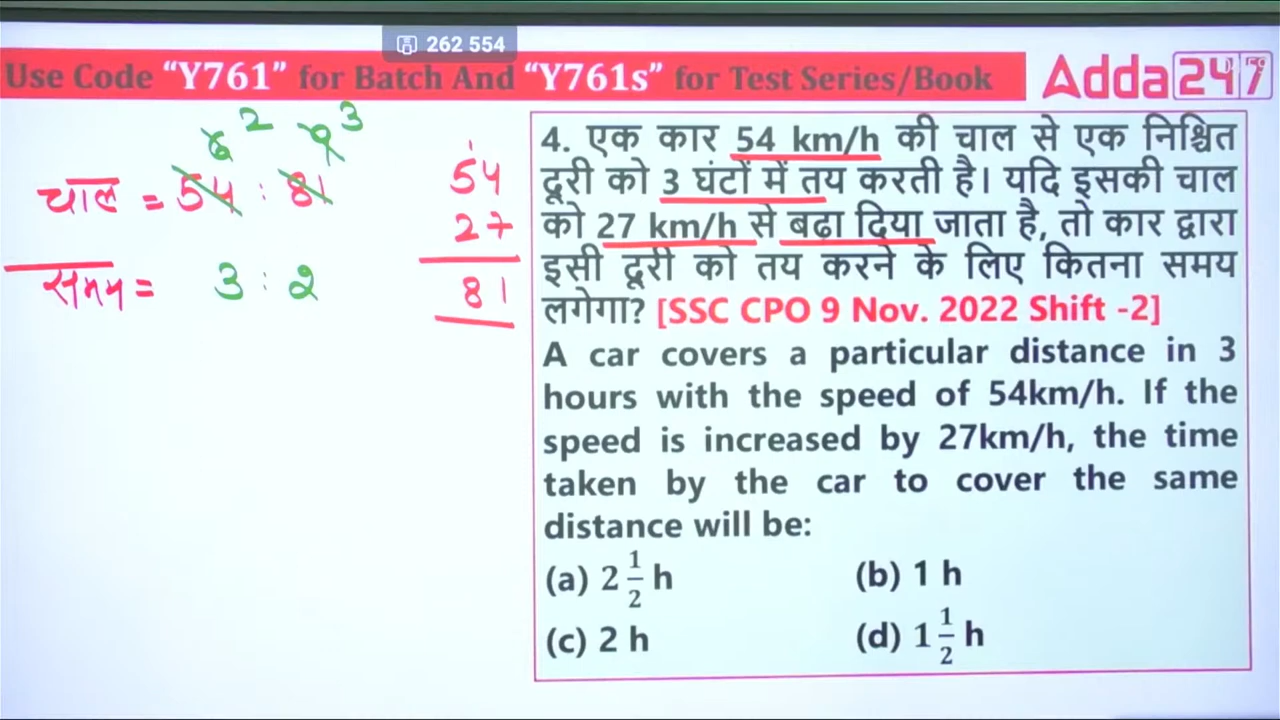 262 554
Use Code “Y761” for Batch And “Y761s” for Test Series/Book
Adda247
6 2 9 3
चाल = 54 : 81
समय = 3 : 2
1
54
27
81
4. एक कार 54 km/h की चाल से एक निश्चित
दूरी को 3 घंटों में तय करती है। यदि इसकी चाल
को 27 km/h से बढ़ा दिया जाता है, तो कार द्वारा
इसी दूरी को तय करने के लिए कितना समय
लगेगा? [SSC CPO 9 Nov. 2022 Shift -2]
A car covers a particular distance in 3
hours with the speed of 54km/h. If the
speed is increased by 27km/h, the time
taken by the car to cover the same
distance will be:
(a) 2 1/2 h (b) 1 h
(c) 2 h (d) 1 1/2 h